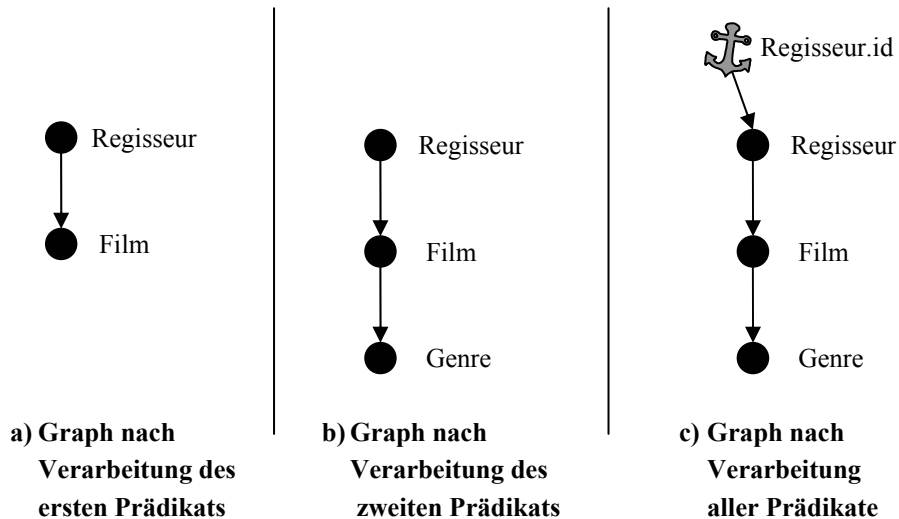 Regisseur
Film
a) Graph nach
Verarbeitung des
ersten Prädikats
Regisseur
Film
Genre
b) Graph nach
Verarbeitung des
zweiten Prädikats
Regisseur.id
Regisseur
Film
Genre
c) Graph nach
Verarbeitung
aller Prädikate